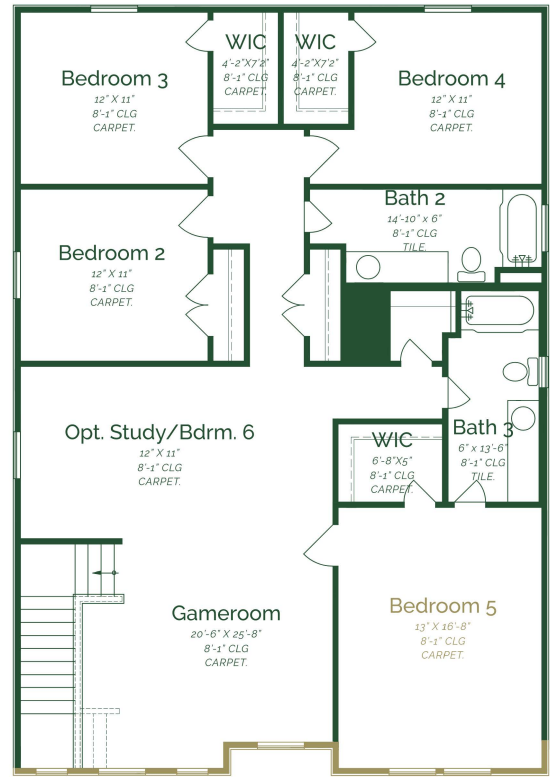 WIC
4'-2"X7'2"
8'-1" CLG
CARPET.
WIC
4'-2"X7'2"
8'-1" CLG
CARPET.
Bedroom 3
12" X 11"
8'-1" CLG
CARPET.
Bedroom 4
12" X 11"
8'-1" CLG
CARPET.
Bath 2
14'-10" x 6"
8'-1" CLG
TILE.
Bedroom 2
12" X 11"
8'-1" CLG
CARPET.
Opt. Study/Bdrm. 6
12" X 11"
8'-1" CLG
CARPET.
WIC
6'-8"X5"
8'-1" CLG
CARPET.
Bath 3
6" x 13'-6"
8'-1" CLG
TILE.
Gameroom
20'-6" X 25'-8"
8'-1" CLG
CARPET.
Bedroom 5
13" X 16'-8"
8'-1" CLG
CARPET.